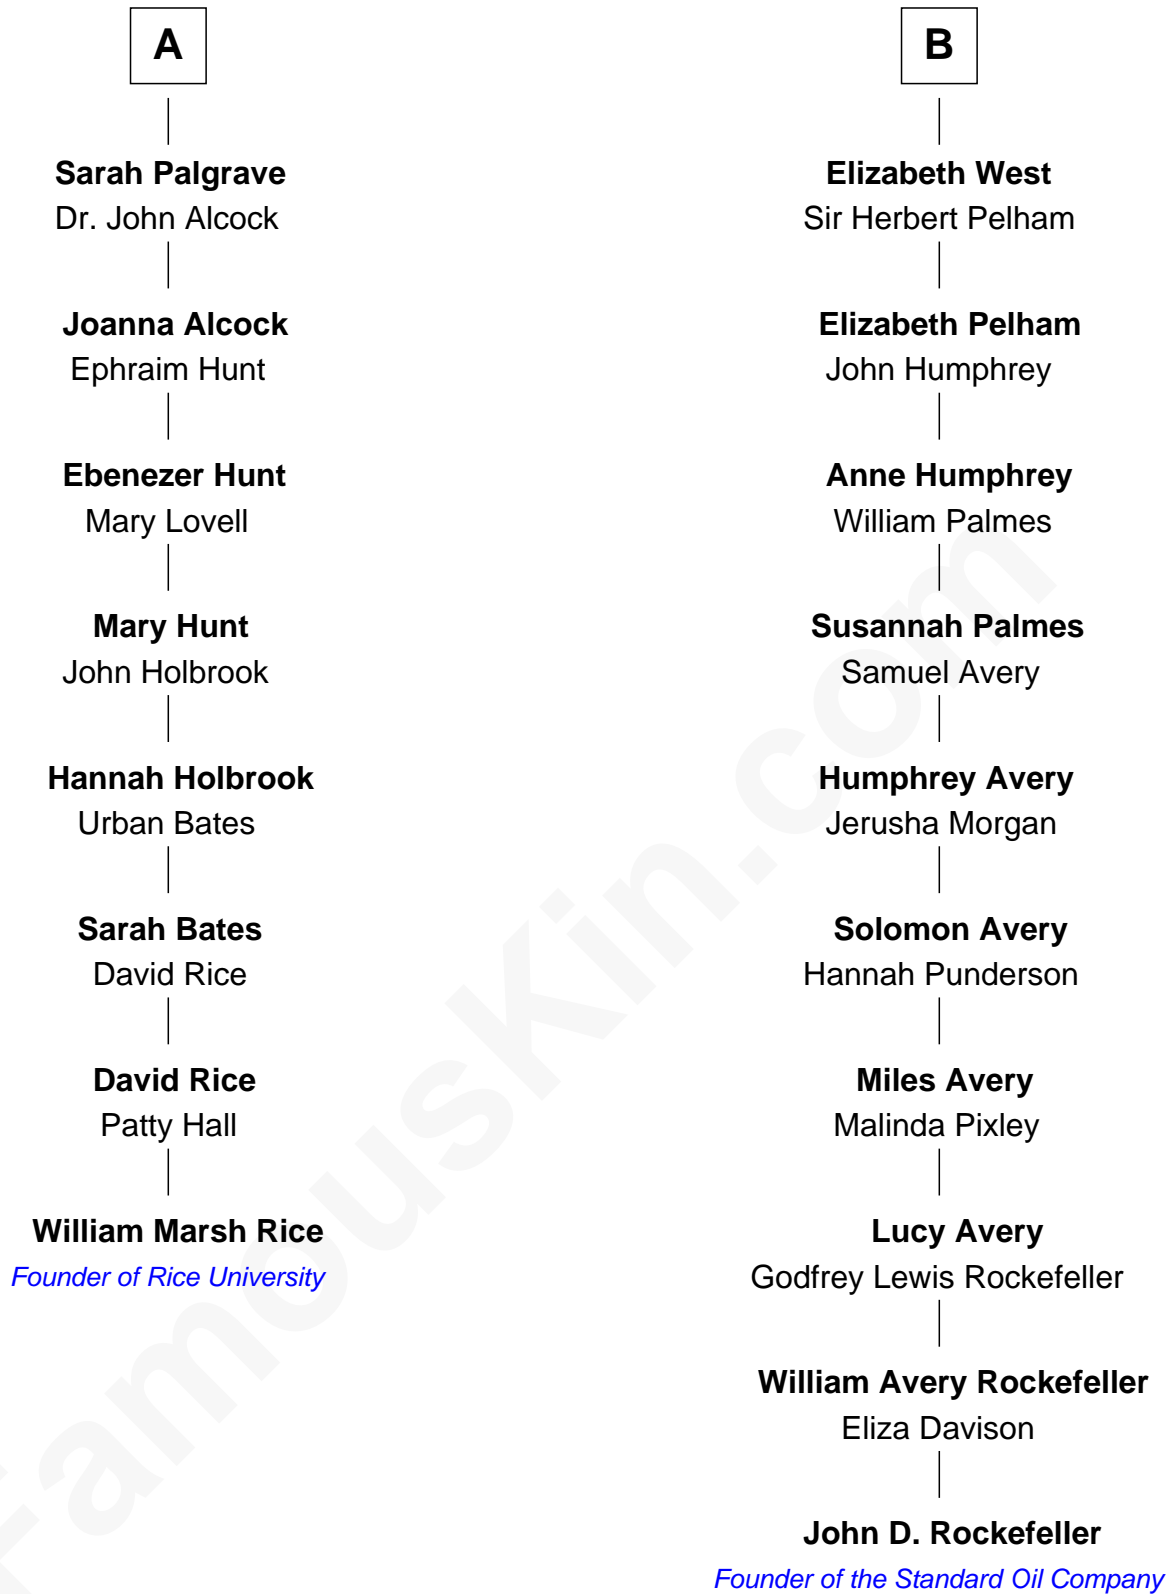 A
Sarah Palgrave
Dr. John Alcock
Joanna Alcock
Ephraim Hunt
Ebenezer Hunt
Mary Lovell
Mary Hunt
John Holbrook
Hannah Holbrook
Urban Bates
Sarah Bates
David Rice
David Rice
Patty Hall
William Marsh Rice
Founder of Rice University
B
Elizabeth West
Sir Herbert Pelham
Elizabeth Pelham
John Humphrey
Anne Humphrey
William Palmes
Susannah Palmes
Samuel Avery
Humphrey Avery
Jerusha Morgan
Solomon Avery
Hannah Punderson
Miles Avery
Malinda Pixley
Lucy Avery
Godfrey Lewis Rockefeller
William Avery Rockefeller
Eliza Davison
John D. Rockefeller
Founder of the Standard Oil Company
FamousKin.com